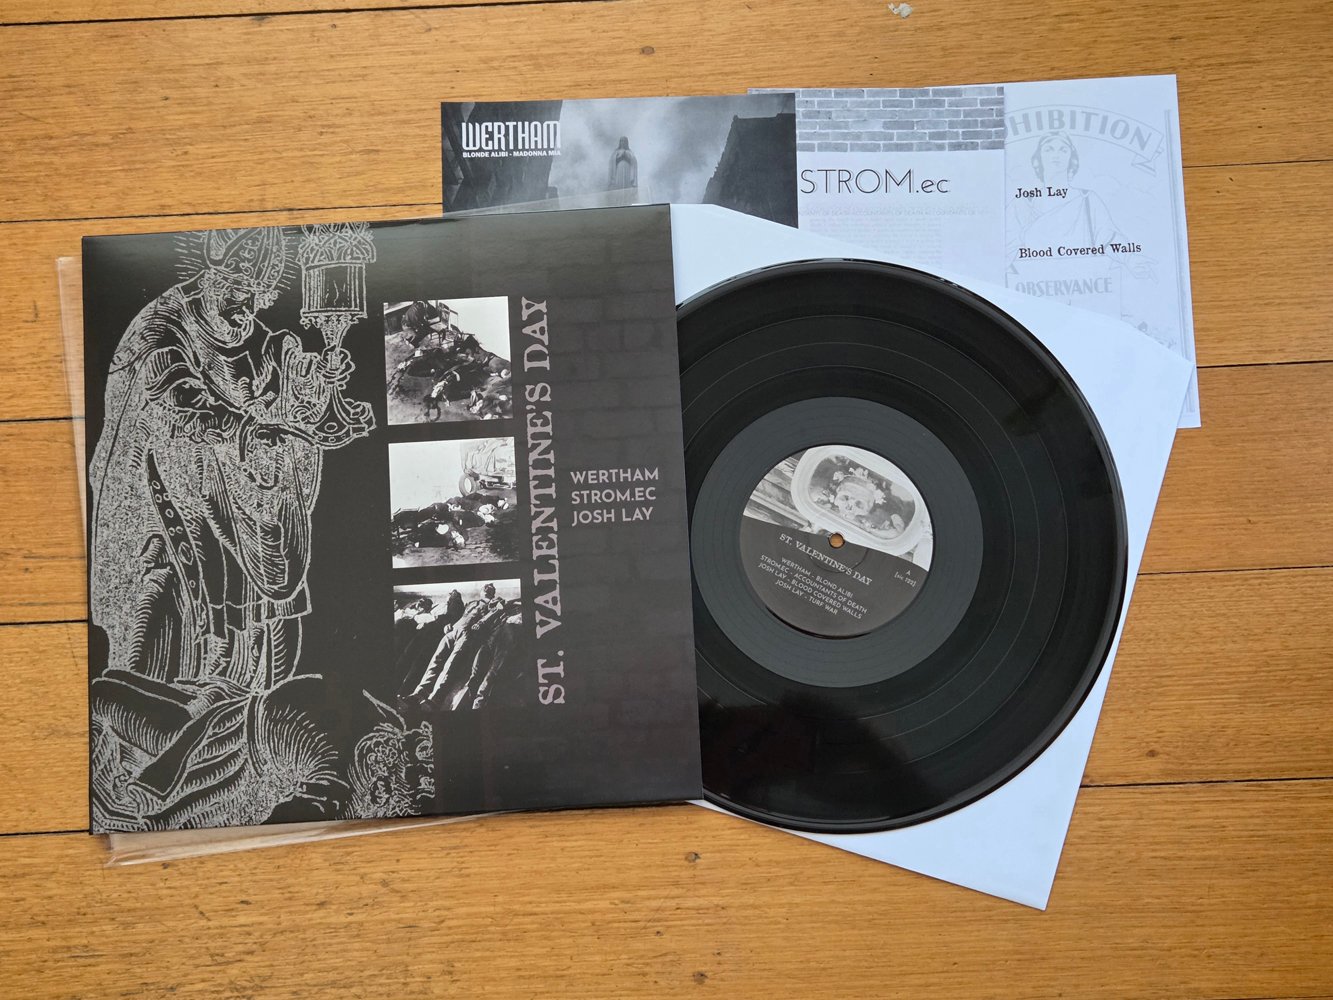 WERTHAM
BLONDE ALIBI - MADONNA MIA
STROM.ec
HIBITION
Josh Lay
Blood Covered Walls
OBSERVANCE
ST. VALENTINE'S DAY
WERTHAM
STROM.EC
JOSH LAY
ST. VALENTINE'S DAY
A
WERTHAM - BLOND ALIBI
STROM.EC - ACCOUNTANTS OF DEATH
JOSH LAY - BLOOD COVERED WALLS
JOSH LAY - TURF WAR